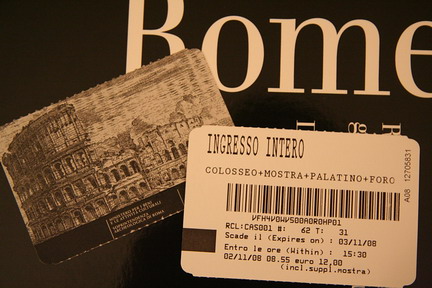 Rome
INGRESSO INTERO
COLOSSEO+MOSTRA+PALATINO+FORO
RCL:CAS001 #: 62 T: 31
Scade il (Expires on) : 03/11/08
Entro le ore (Within) : 15:30
02/11/08 08.55 euro 12,00
(incl.suppl.mostra)
A08 12705831